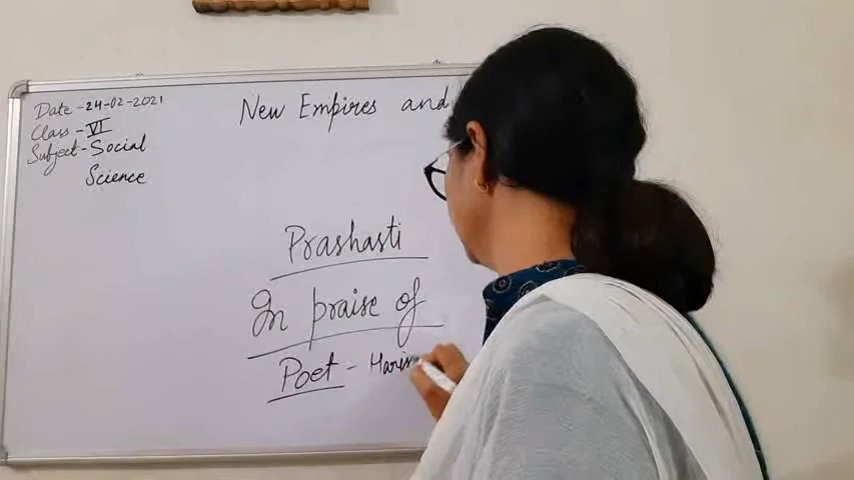 Date - 24-02-2021
Class - VI
Subject - Social
Science
New Empires and
Prashasti
In praise of
Poet -